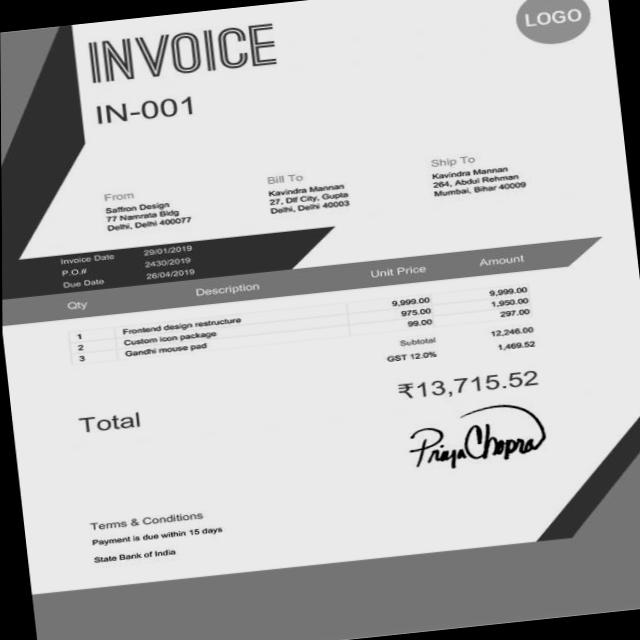 LOGO
INVOICE
IN-001
From
Saffron Design
77 Namrata Bldg
Delhi, Delhi 400077
Bill To
Kavindra Mannan
27, Dlf City, Gupta
Delhi, Delhi 40003
Ship To
Kavindra Mannan
264, Abdul Rehman
Mumbai, Bihar 40009
Invoice Date 29/01/2019
P.O.# 2430/2019
Due Date 26/04/2019
Qty Description Unit Price Amount
1 Frontend design restructure 9,999.00 9,999.00
2 Custom icon package 975.00 1,950.00
3 Gandhi mouse pad 99.00 297.00
Subtotal 12,246.00
GST 12.0% 1,469.52
Total ₹13,715.52
Priya Chopra
Terms & Conditions
Payment is due within 15 days
State Bank of India